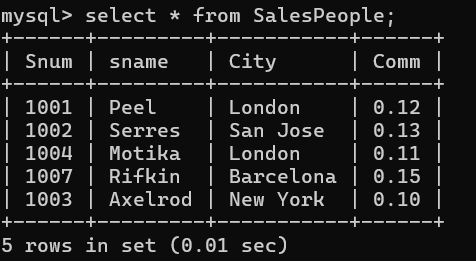 mysql> select * from SalesPeople;
+------+---------+-----------+------+
| Snum | sname   | City      | Comm |
+------+---------+-----------+------+
| 1001 | Peel    | London    | 0.12 |
| 1002 | Serres  | San Jose  | 0.13 |
| 1004 | Motika  | London    | 0.11 |
| 1007 | Rifkin  | Barcelona | 0.15 |
| 1003 | Axelrod | New York  | 0.10 |
+------+---------+-----------+------+
5 rows in set (0.01 sec)